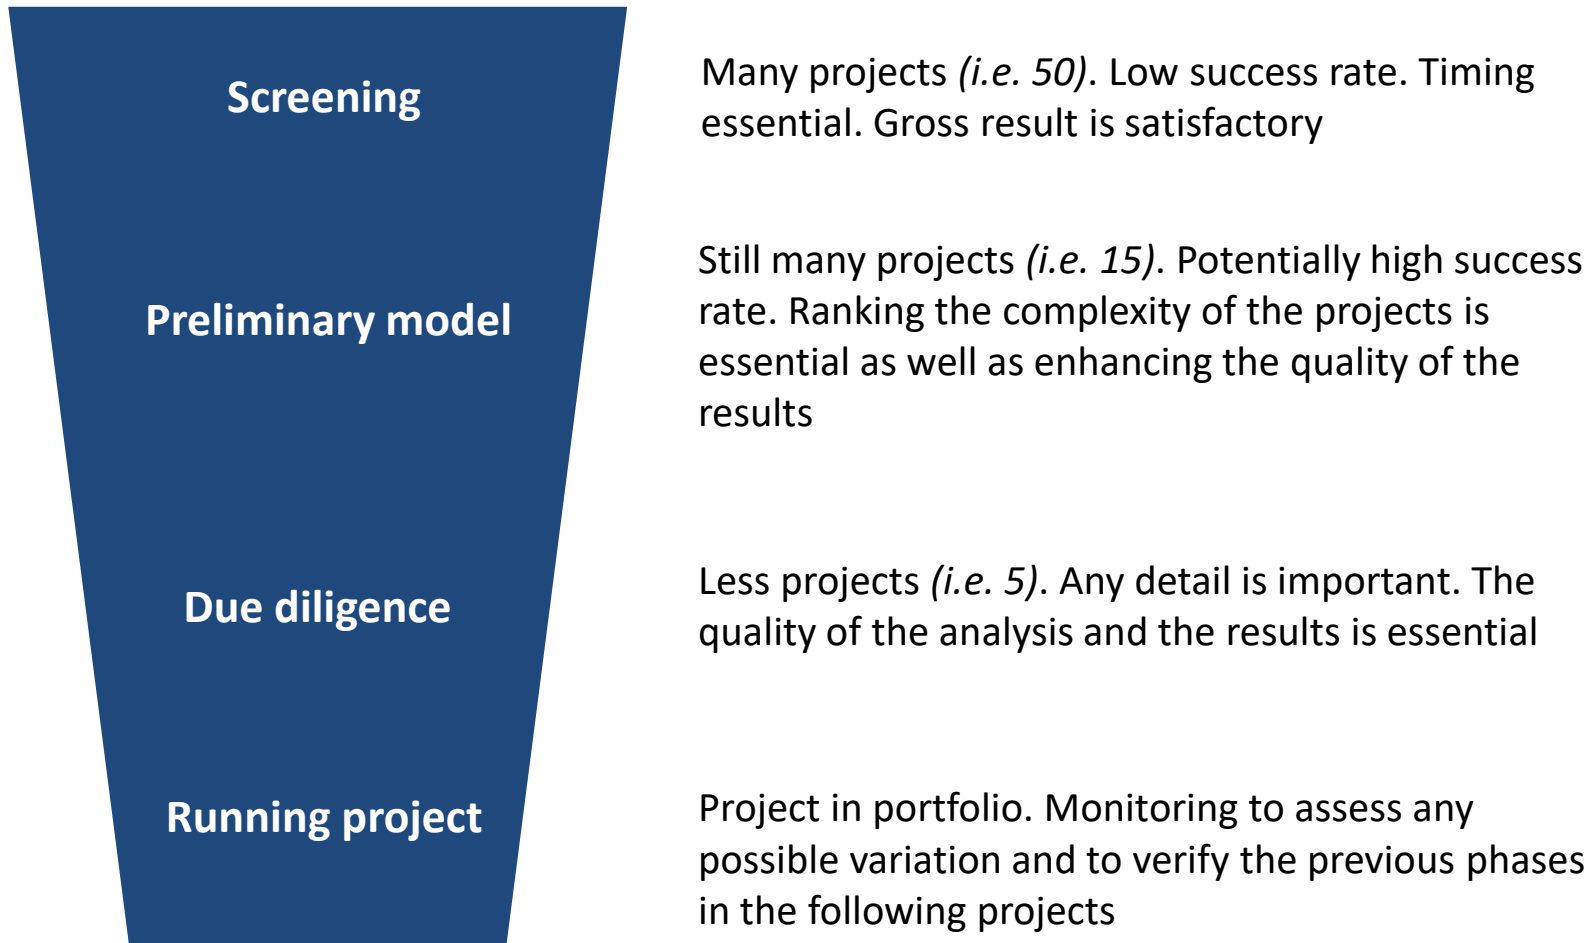 Screening
Many projects (i.e. 50). Low success rate. Timing
essential. Gross result is satisfactory
Preliminary model
Still many projects (i.e. 15). Potentially high success
rate. Ranking the complexity of the projects is
essential as well as enhancing the quality of the
results
Due diligence
Less projects (i.e. 5). Any detail is important. The
quality of the analysis and the results is essential
Running project
Project in portfolio. Monitoring to assess any
possible variation and to verify the previous phases
in the following projects